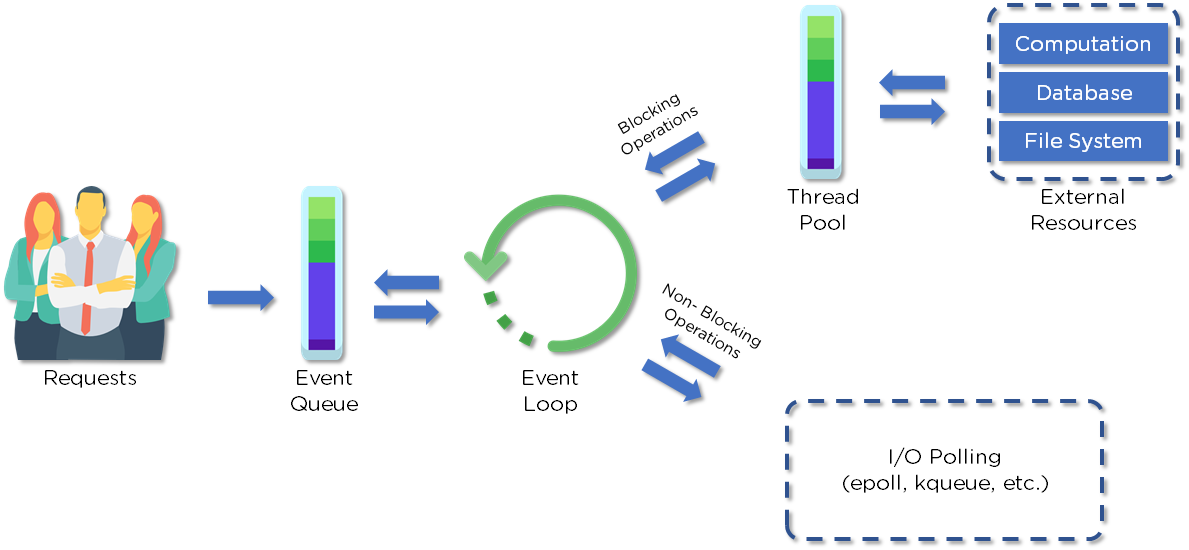 Requests
Event
Queue
Event
Loop
Blocking
Operations
Non- Blocking
Operations
Thread
Pool
Computation
Database
File System
External
Resources
I/O Polling
(epoll, kqueue, etc.)